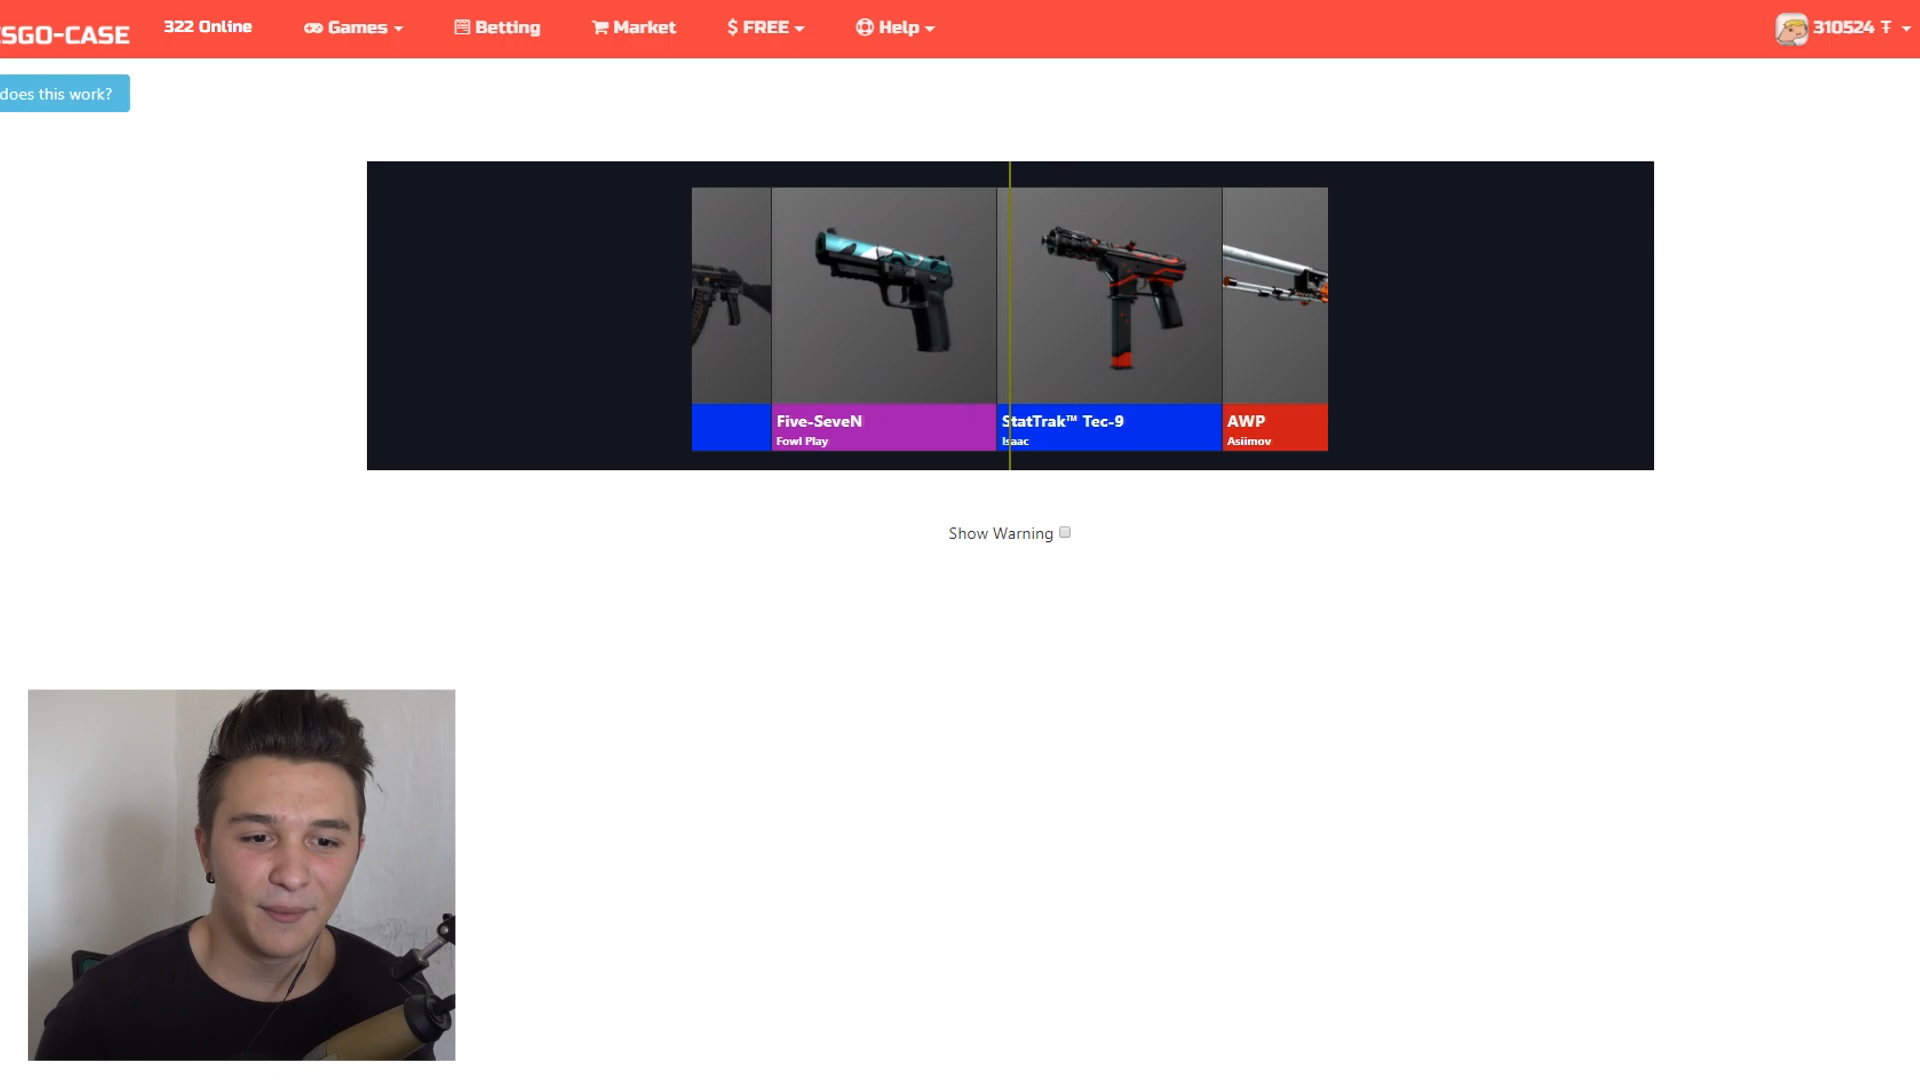 SGO-CASE
322 Online
Games
Betting
Market
$ FREE
Help
310524 Ŧ
does this work?
Five-SeveN
Fowl Play
StatTrak™ Tec-9
Isaac
AWP
Asiimov
Show Warning